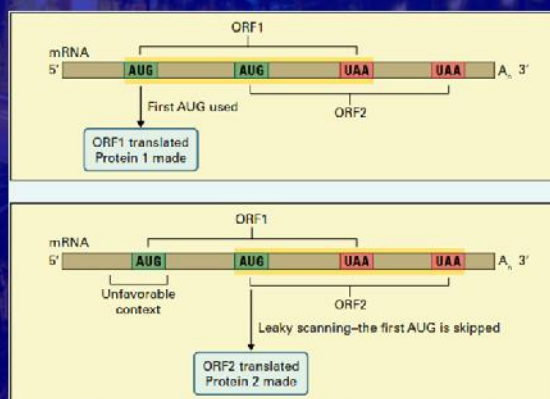 ORF1
mRNA
5′ AUG AUG UAA UAA Aₙ 3′
First AUG used
ORF2
ORF1 translated
Protein 1 made
ORF1
mRNA
5′ AUG AUG UAA UAA Aₙ 3′
Unfavorable
context
ORF2
Leaky scanning–the first AUG is skipped
ORF2 translated
Protein 2 made